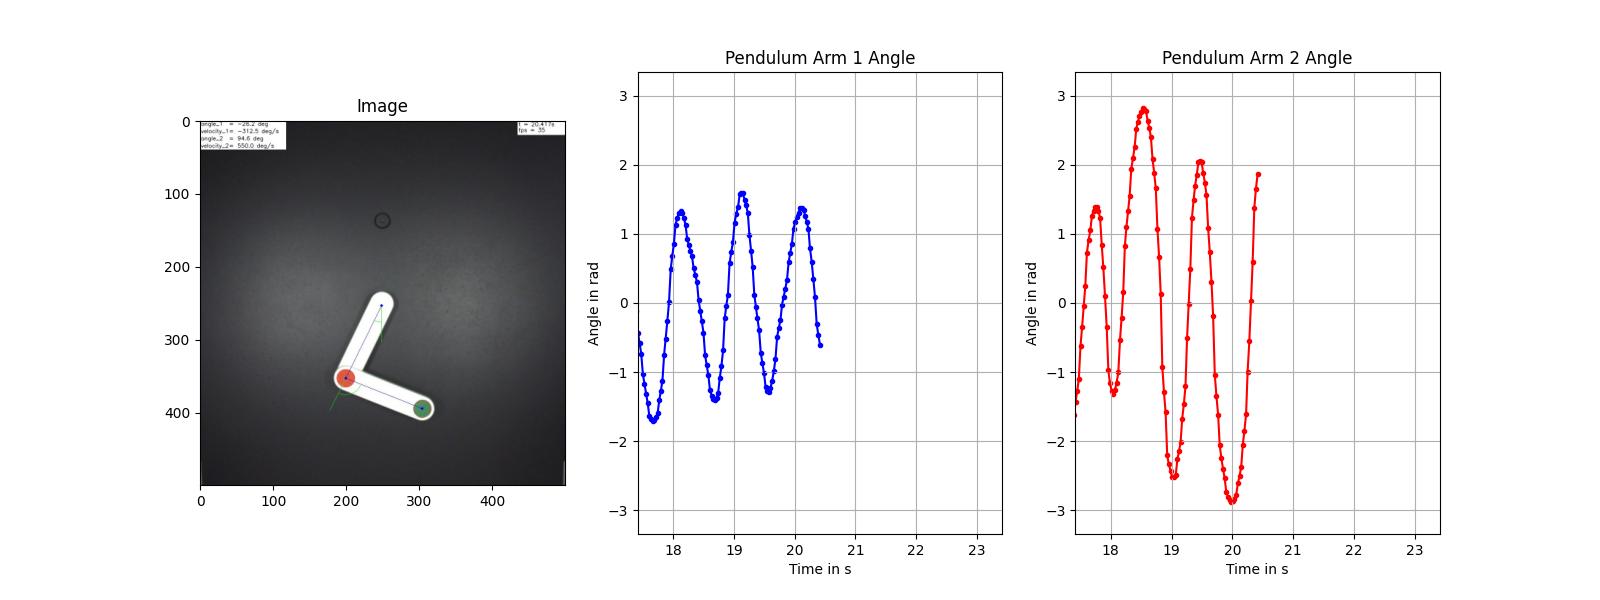 Image
angle_1 = -26.2 deg
velocity_1= -312.5 deg/s
angle_2 = 94.6 deg
velocity_2= 550.0 deg/s
t = 20.417s
fps = 35
0
100
200
300
400
0 100 200 300 400
Pendulum Arm 1 Angle
Angle in rad
3
2
1
0
−1
−2
−3
18 19 20 21 22 23
Time in s
Pendulum Arm 2 Angle
Angle in rad
3
2
1
0
−1
−2
−3
18 19 20 21 22 23
Time in s